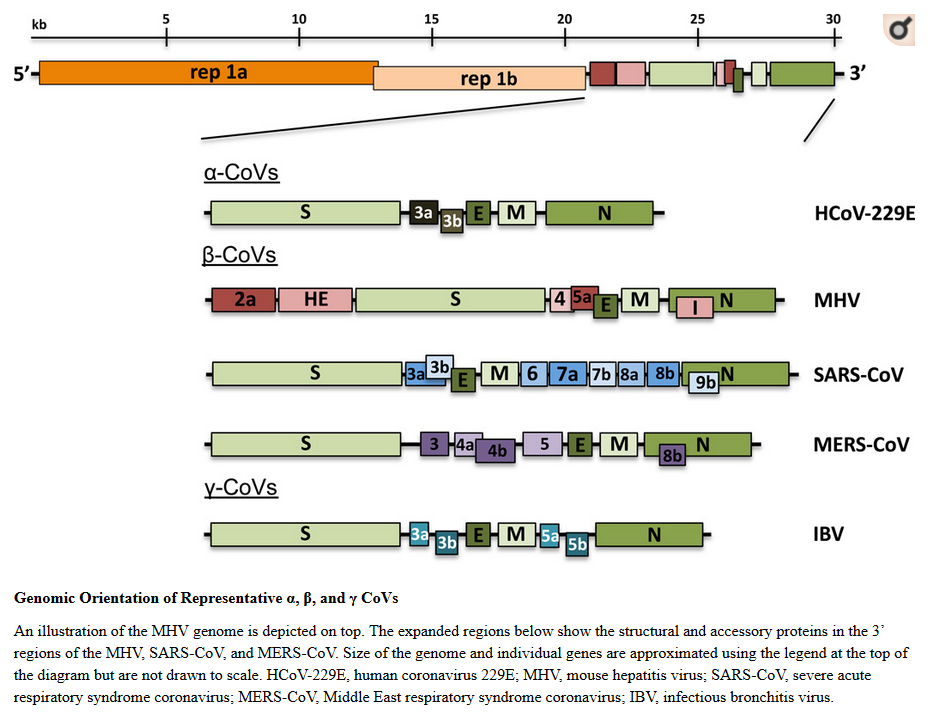 kb 5 10 15 20 25 30
5’ rep 1a rep 1b 3’
α-CoVs
S 3a 3b E M N HCoV-229E
β-CoVs
2a HE S 4 5a E M I N MHV
S 3a 3b E M 6 7a 7b 8a 8b 9b N SARS-CoV
S 3 4a 4b 5 E M 8b N MERS-CoV
γ-CoVs
S 3a 3b E M 5a 5b N IBV
Genomic Orientation of Representative α, β, and γ CoVs
An illustration of the MHV genome is depicted on top. The expanded regions below show the structural and accessory proteins in the 3’
regions of the MHV, SARS-CoV, and MERS-CoV. Size of the genome and individual genes are approximated using the legend at the top of
the diagram but are not drawn to scale. HCoV-229E, human coronavirus 229E; MHV, mouse hepatitis virus; SARS-CoV, severe acute
respiratory syndrome coronavirus; MERS-CoV, Middle East respiratory syndrome coronavirus; IBV, infectious bronchitis virus.